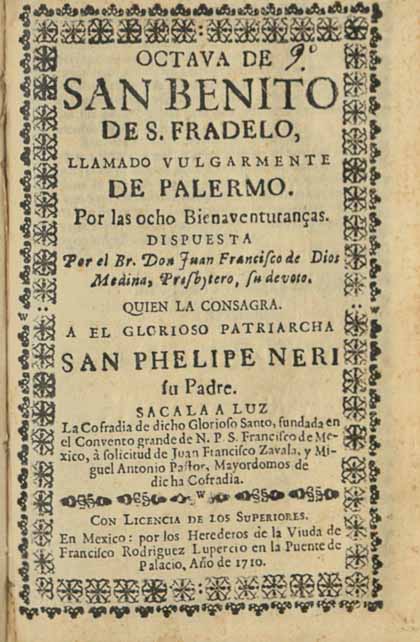 OCTAVA DE 9.º
SAN BENITO
DE S. FRADELO,
LLAMADO VULGARMENTE
DE PALERMO.
Por las ocho Bienaventuranças.
DISPUESTA
Por el Br. Don Juan Franciſco de Dios
Medina, Presbytero, ſu devoto.
QUIEN LA CONSAGRA.
A EL GLORIOSO PATRIARCHA
SAN PHELIPE NERI
ſu Padre.
SACALA A LUZ
La Cofradia de dicho Glorioſo Santo, fundada en
el Convento grande de N. P. S. Franciſco de Me-
xico, à ſolicitud de Juan Franciſco Zavala, y Mi-
guel Antonio Paſtor, Mayordomos de
dicha Cofradia.
CON LICENCIA DE LOS SUPERIORES.
En Mexico: por los Herederos de la Viuda de
Franciſco Rodriguez Lupercio en la Puente de
Palacio, Año de 1710.